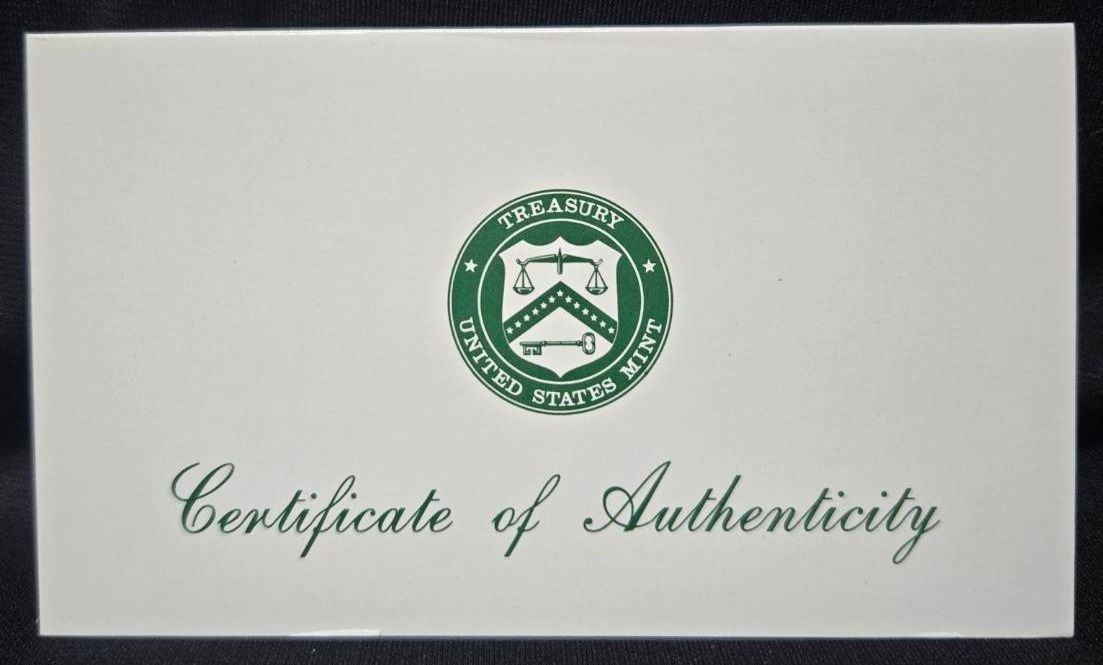 TREASURY
UNITED STATES MINT
Certificate of Authenticity